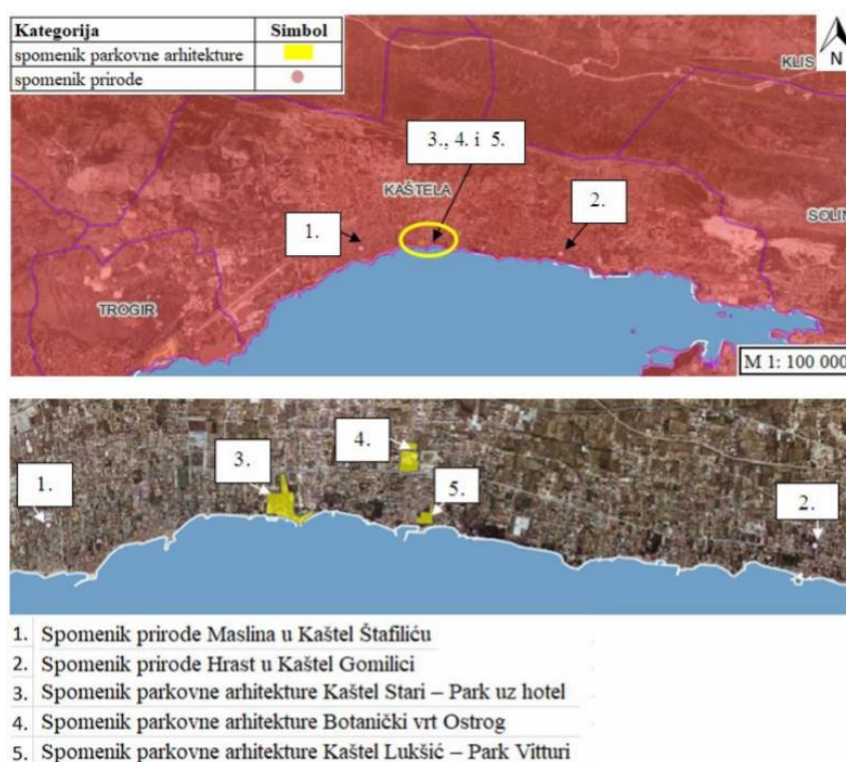 Kategorija Simbol
spomenik parkovne arhitekture
spomenik prirode
N
KLIS
3., 4. i 5.
KAŠTELA
2.
1.
SOLIN
TROGIR
M 1: 100 000
4.
3.
1.
5.
2.
1. Spomenik prirode Maslina u Kaštel Štafiliću
2. Spomenik prirode Hrast u Kaštel Gomilici
3. Spomenik parkovne arhitekture Kaštel Stari – Park uz hotel
4. Spomenik parkovne arhitekture Botanički vrt Ostrog
5. Spomenik parkovne arhitekture Kaštel Lukšić – Park Vitturi